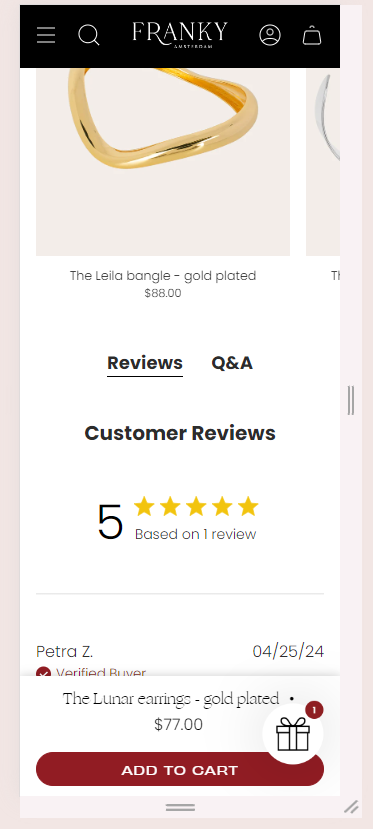 FRANKY
AMSTERDAM
The Leila bangle - gold plated
$88.00
Reviews Q&A
Customer Reviews
5
Based on 1 review
Petra Z. 04/25/24
Verified Buyer
The Lunar earrings - gold plated •
$77.00
1
ADD TO CART